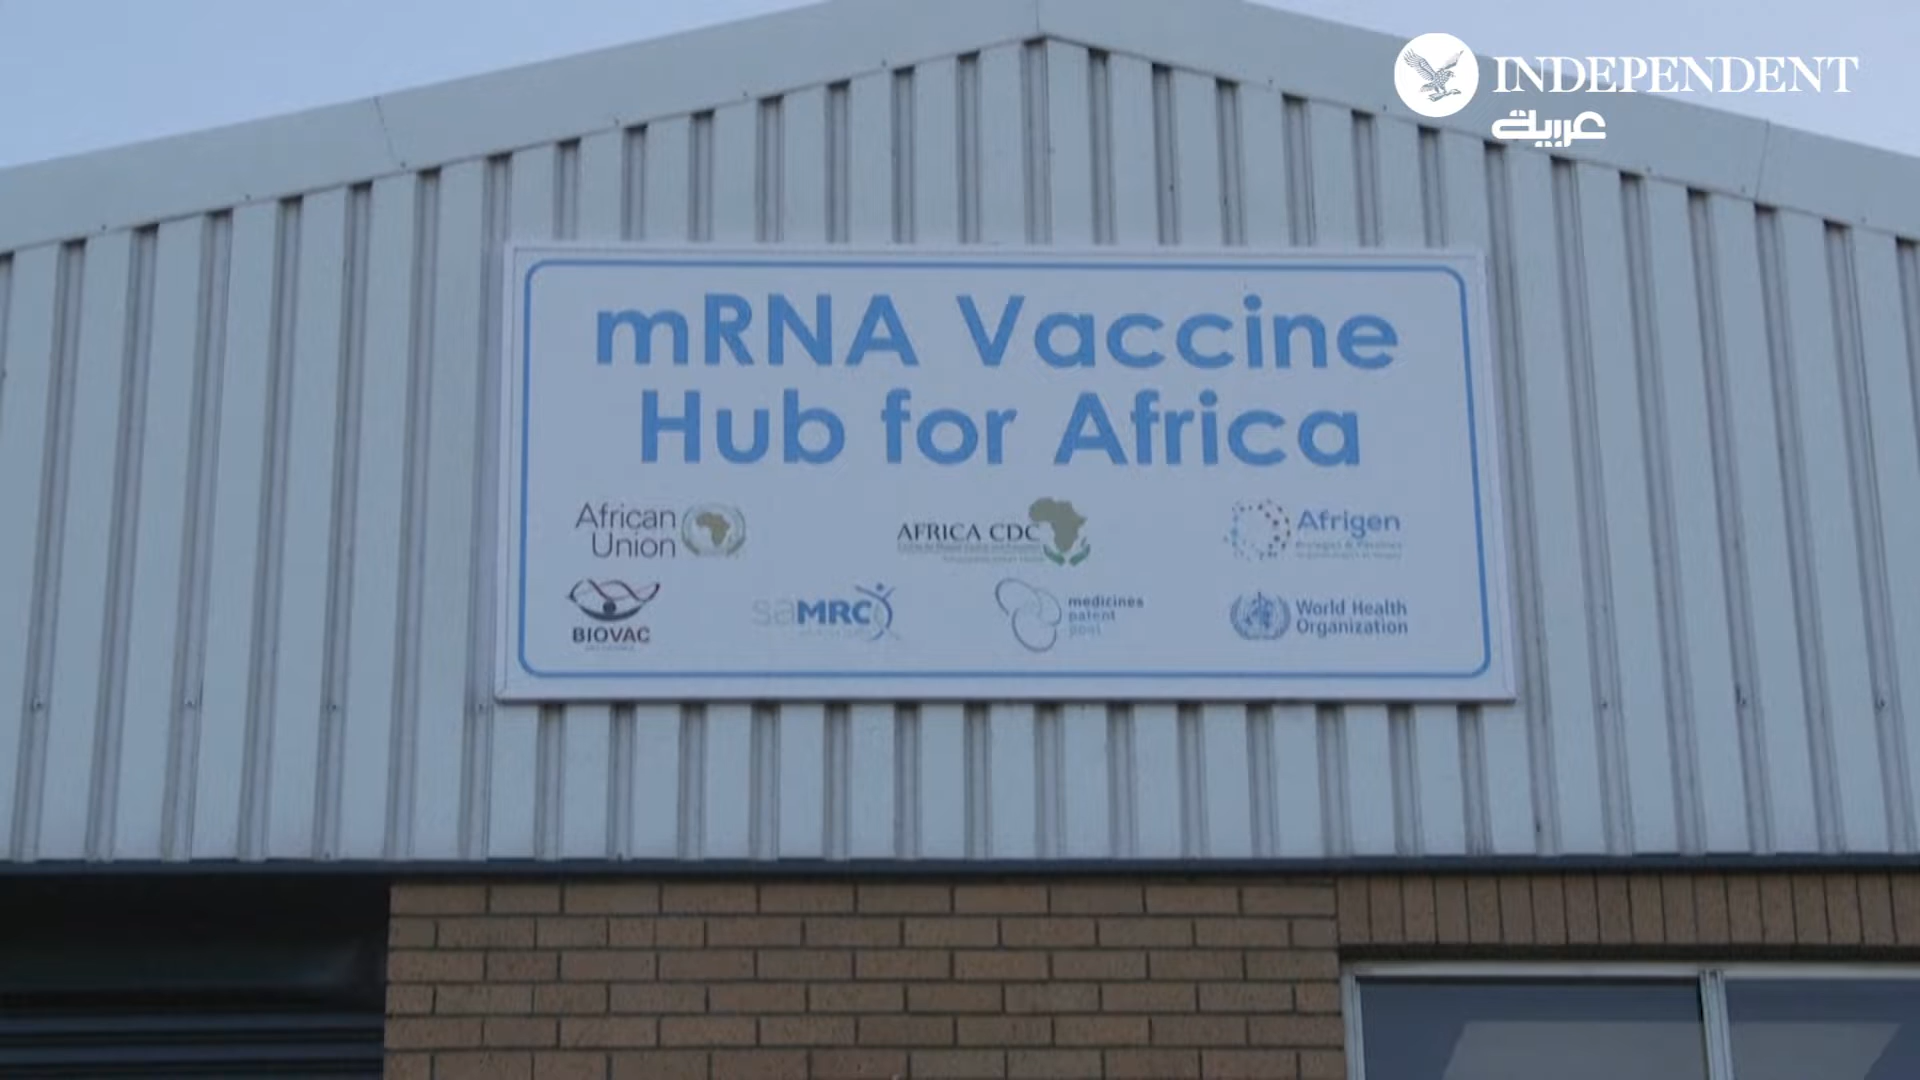 INDEPENDENT
عربية
mRNA Vaccine
Hub for Africa
African
Union
AFRICA CDC
Afrigen
BIOVAC
saMRC
medicines
patent
pool
World Health
Organization